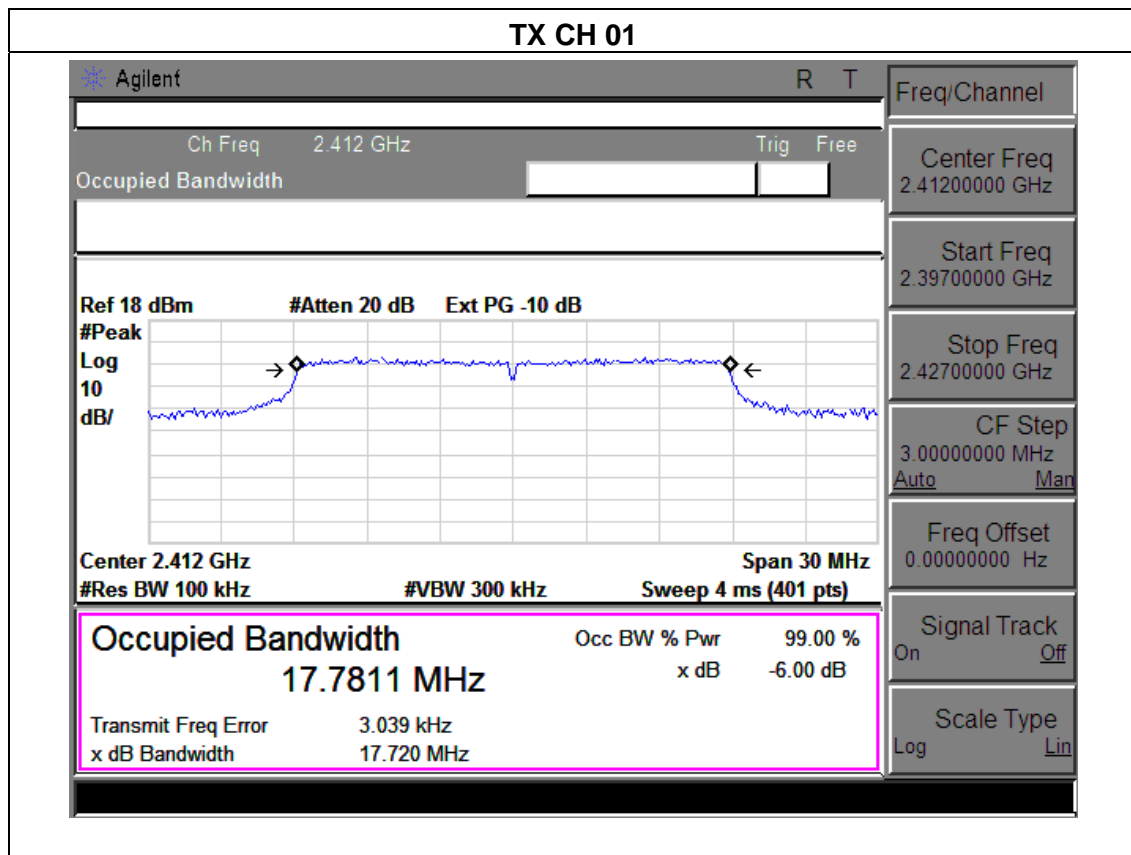 TX CH 01
Agilent R T
Ch Freq 2.412 GHz Trig Free
Occupied Bandwidth
Ref 18 dBm #Atten 20 dB Ext PG -10 dB
#Peak
Log
10
dB/
Center 2.412 GHz Span 30 MHz
#Res BW 100 kHz #VBW 300 kHz Sweep 4 ms (401 pts)
Occupied Bandwidth Occ BW % Pwr 99.00 %
17.7811 MHz x dB -6.00 dB
Transmit Freq Error 3.039 kHz
x dB Bandwidth 17.720 MHz
Freq/Channel
Center Freq
2.41200000 GHz
Start Freq
2.39700000 GHz
Stop Freq
2.42700000 GHz
CF Step
3.00000000 MHz
Auto Man
Freq Offset
0.00000000 Hz
Signal Track
On Off
Scale Type
Log Lin